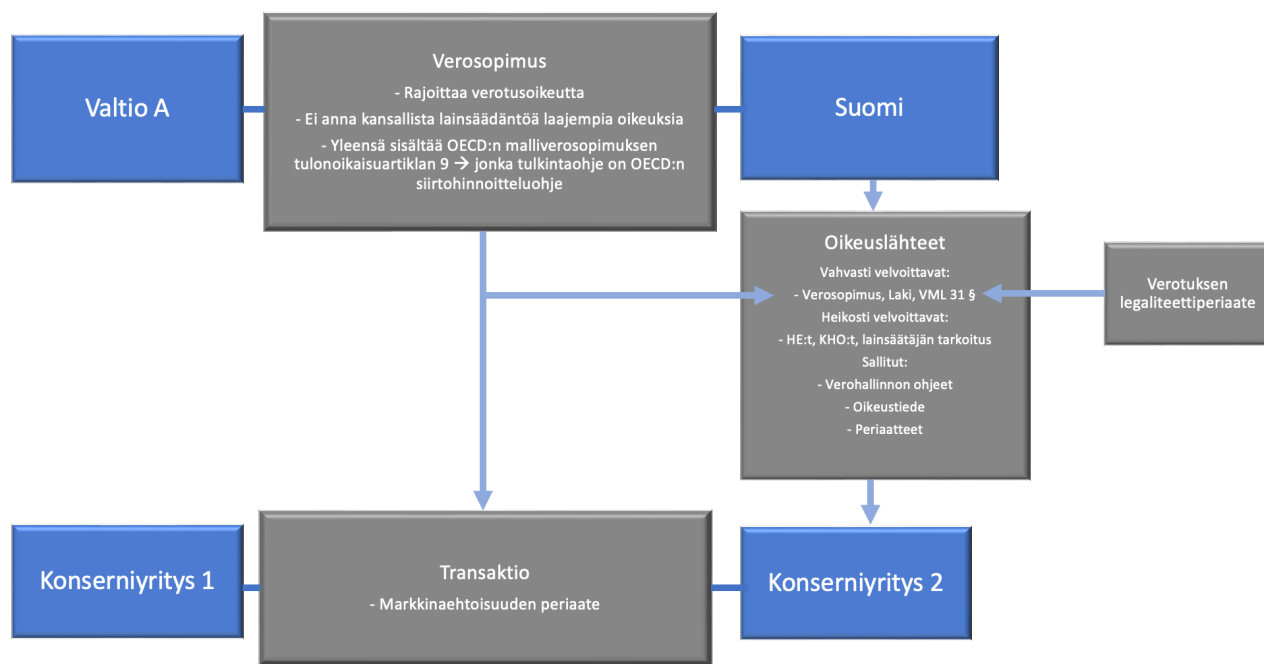 Valtio A
Verosopimus
- Rajoittaa verotusoikeutta
- Ei anna kansallista lainsäädäntöä laajempia oikeuksia
- Yleensä sisältää OECD:n malliverosopimuksen
tulonoikaisuartiklan 9 → jonka tulkintaohje on OECD:n
siirtohinnoitteluohje
Suomi
Oikeuslähteet
Vahvasti velvoittavat:
- Verosopimus, Laki, VML 31 §
Heikosti velvoittavat:
- HE:t, KHO:t, lainsäätäjän tarkoitus
Sallitut:
- Verohallinnon ohjeet
- Oikeustiede
- Periaatteet
Verotuksen
legaliteettiperiaate
Konserniyritys 1
Transaktio
- Markkinaehtoisuuden periaate
Konserniyritys 2